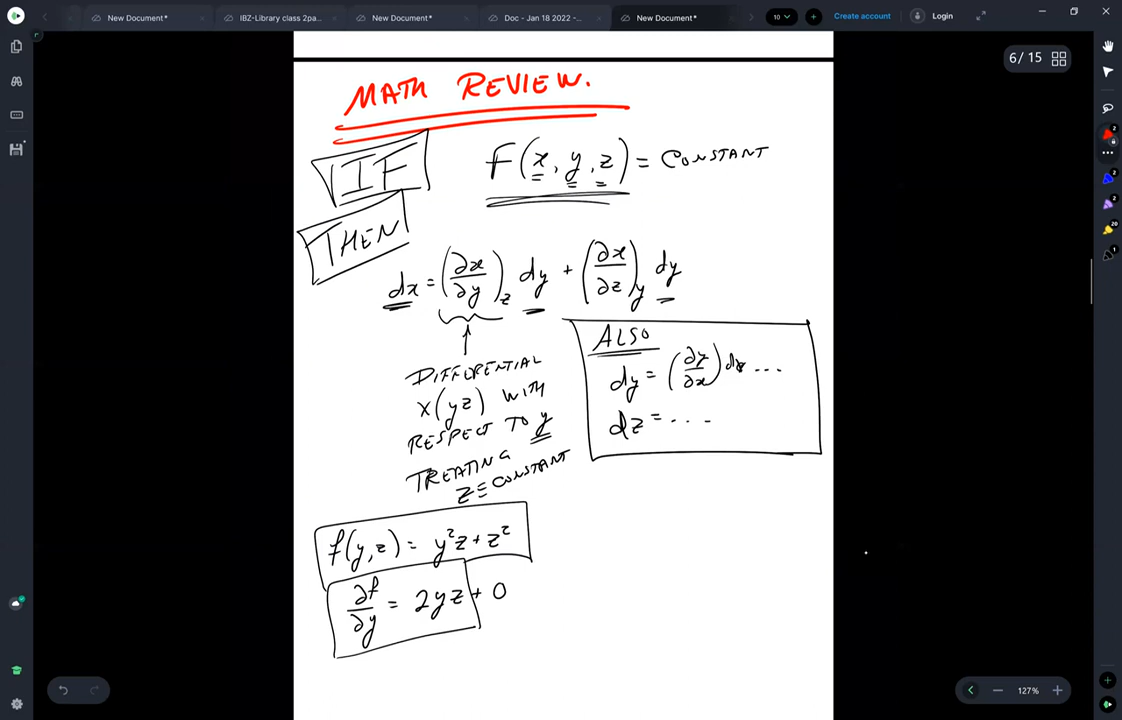 New Document*
IBZ-Library class 2pa...
New Document*
Doc - Jan 18 2022 -...
New Document*
10
Create account
Login
6/ 15
MATH REVIEW.
IF
F(x, y, z) = CONSTANT
THEN
dx = (∂x/∂y)z dy + (∂x/∂z)y dy
ALSO
dy = (∂y/∂x) dx ...
dz = ....
DIFFERENTIAL
x(yz) WITH
RESPECT TO y
TREATING
z ≡ CONSTANT
f(y,z) = y²z + z²
∂f/∂y = 2yz + 0
127%